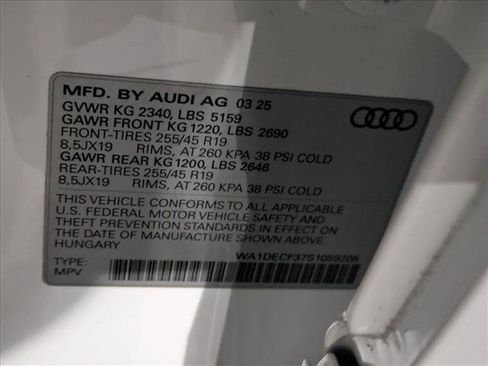 MFD. BY AUDI AG 03 25
GVWR KG 2340, LBS 5159
GAWR FRONT KG 1220, LBS 2690
FRONT-TIRES 255/45 R19
8,5JX19 RIMS, AT 260 KPA 38 PSI COLD
GAWR REAR KG 1200, LBS 2646
REAR-TIRES 255/45 R19
8,5JX19 RIMS, AT 260 KPA 38 PSI COLD
THIS VEHICLE CONFORMS TO ALL APPLICABLE
U.S. FEDERAL MOTOR VEHICLE SAFETY AND
THEFT PREVENTION STANDARDS IN EFFECT ON
THE DATE OF MANUFACTURE SHOWN ABOVE.
HUNGARY
WA1DECF37S1059206
TYPE:
MPV